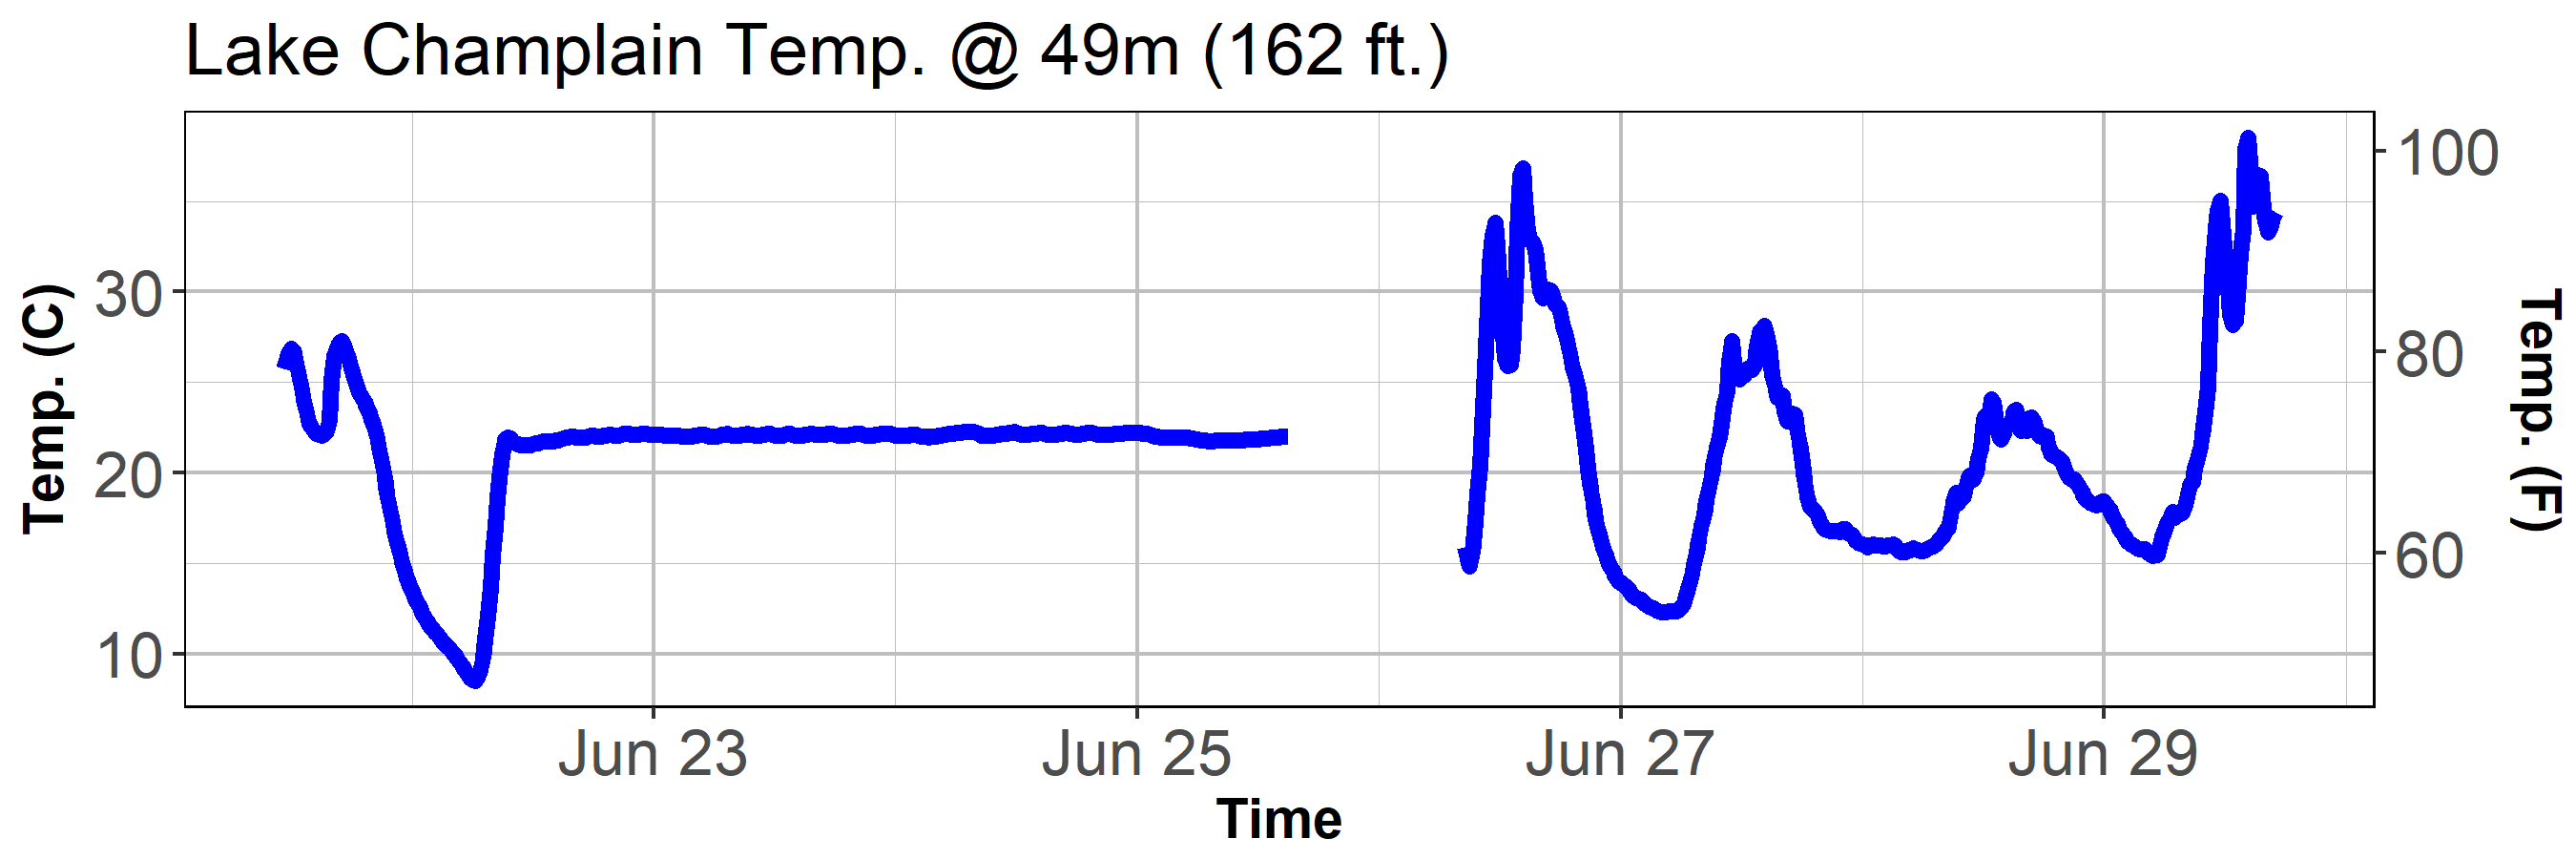 Lake Champlain Temp. @ 49m (162 ft.)
Temp. (C)
30
20
10
100
80
60
Temp. (F)
Jun 23 Jun 25 Jun 27 Jun 29
Time